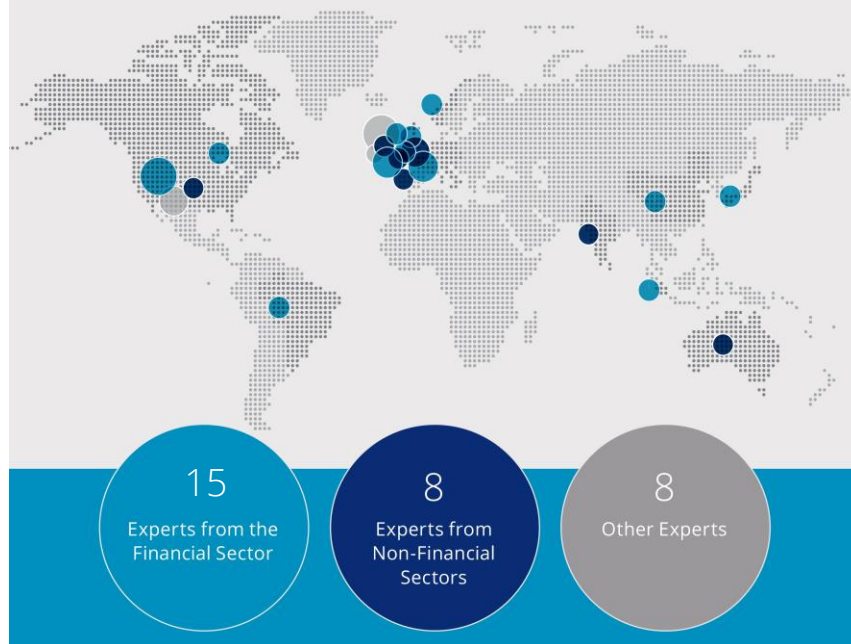 15
Experts from the
Financial Sector
8
Experts from
Non-Financial
Sectors
8
Other Experts